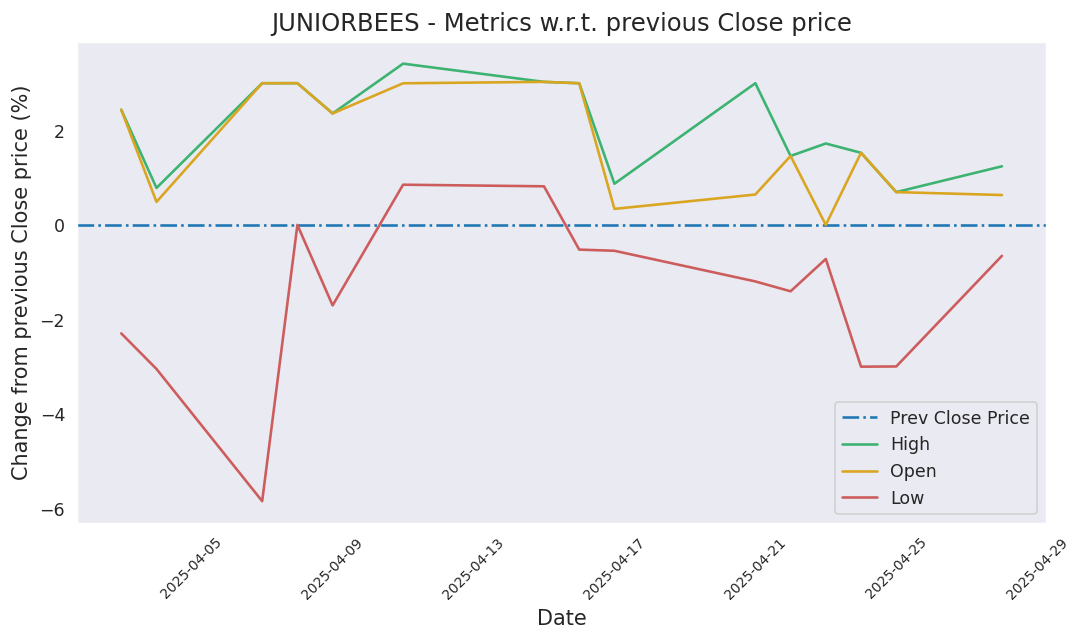 JUNIORBEES - Metrics w.r.t. previous Close price
Change from previous Close price (%)
2
0
−2
−4
−6
Prev Close Price
High
Open
Low
2025-04-05
2025-04-09
2025-04-13
2025-04-17
2025-04-21
2025-04-25
2025-04-29
Date